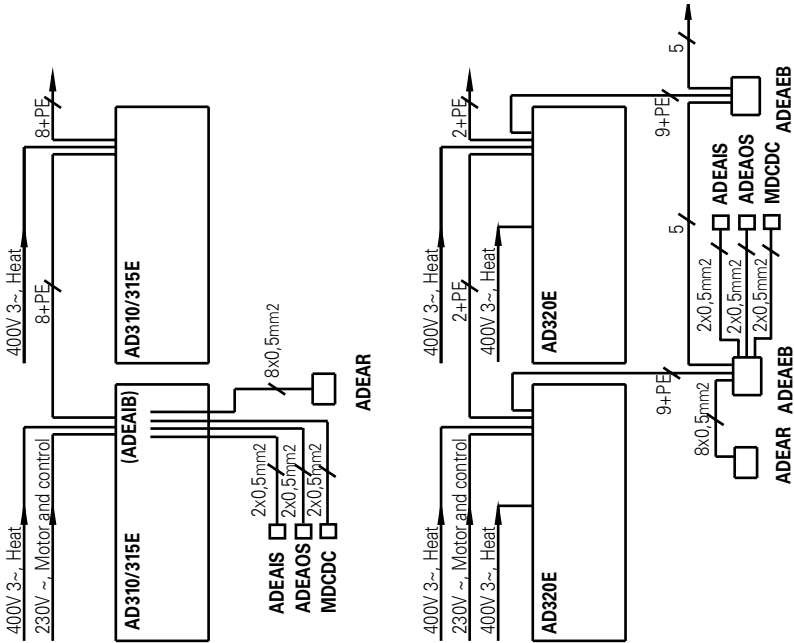 400V 3~, Heat
230V ~, Motor and control
AD310/315E
(ADEAIB)
8+PE
400V 3~, Heat
AD310/315E
8+PE
2x0,5mm2
2x0,5mm2
2x0,5mm2
8x0,5mm2
ADEAIS
ADEAOS
MDCDC
ADEAR
400V 3~, Heat
230V ~, Motor and control
400V 3~, Heat
AD320E
2+PE
400V 3~, Heat
400V 3~, Heat
AD320E
2+PE
9+PE
9+PE
5
5
8x0,5mm2
2x0,5mm2
2x0,5mm2
2x0,5mm2
ADEAIS
ADEAOS
MDCDC
ADEAR
ADEAEB
ADEAEB